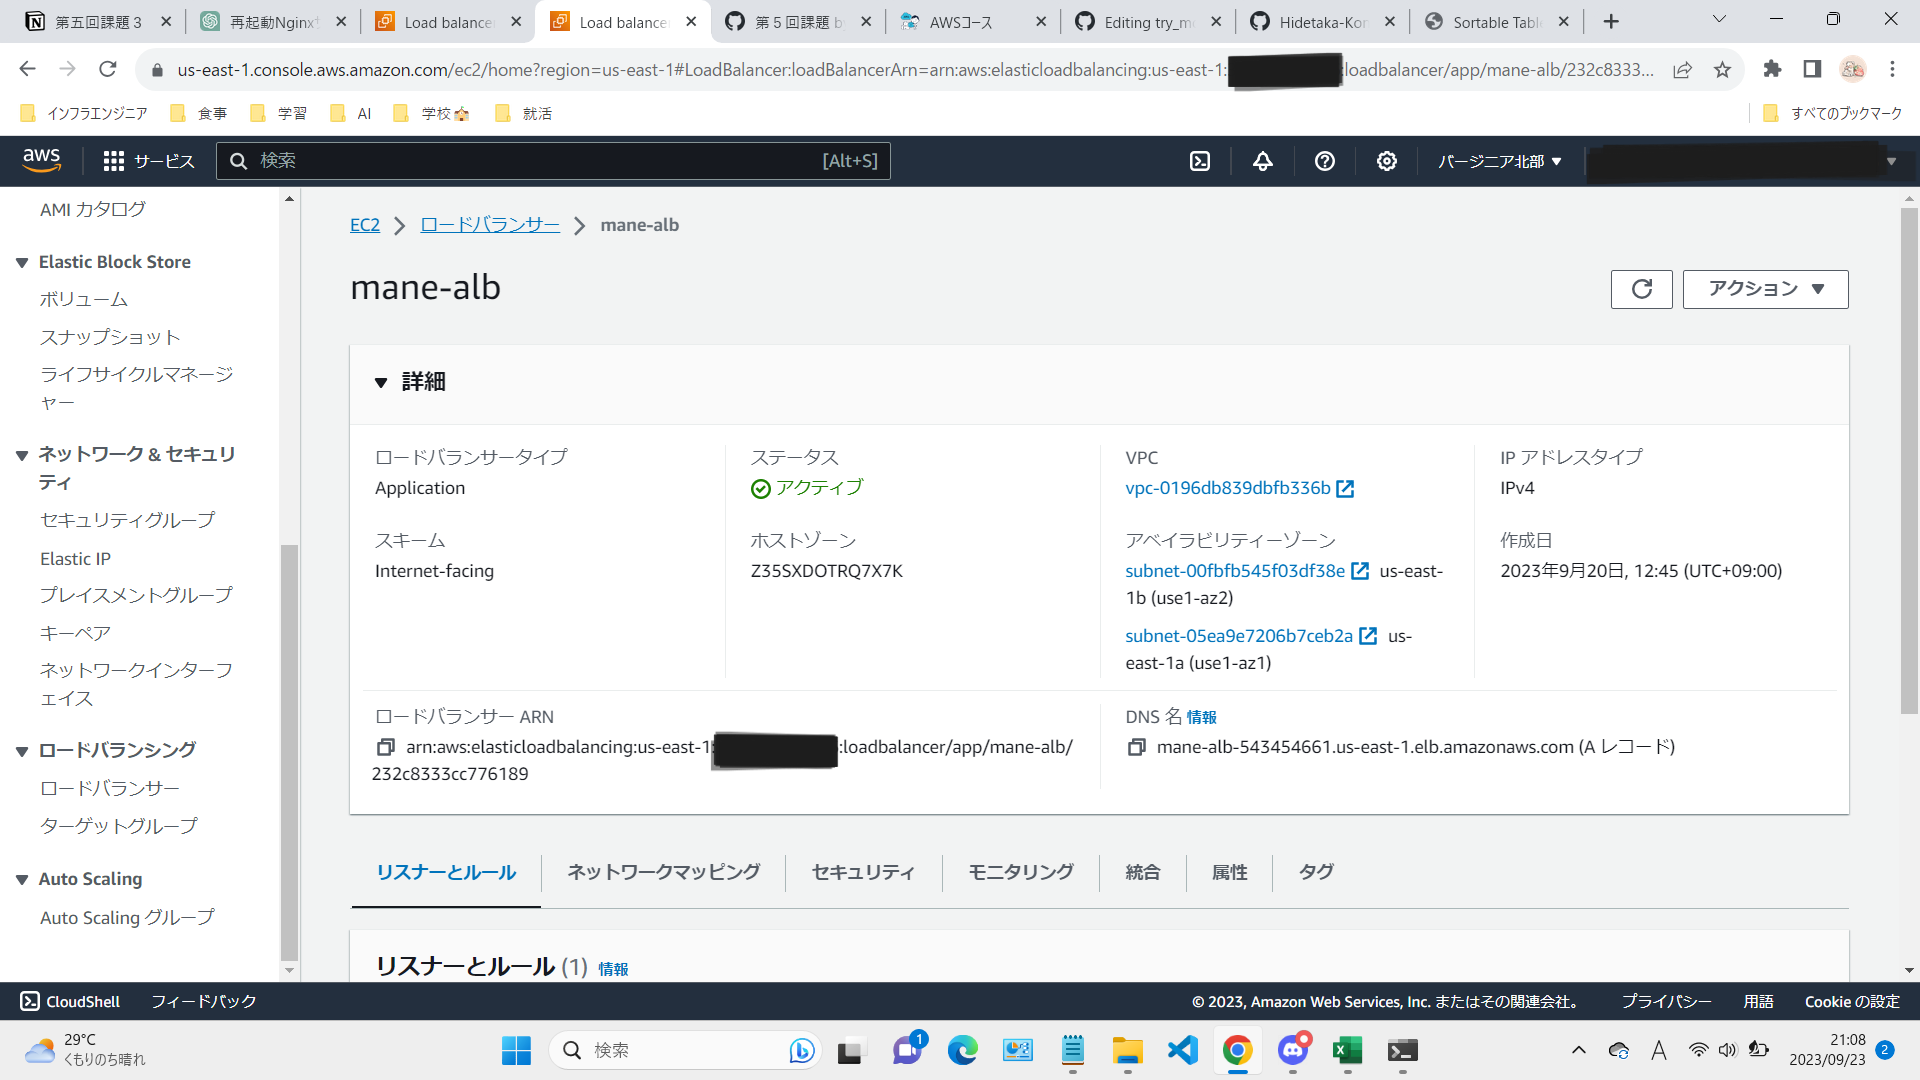 第五回課題 3
再起動Nginx
Load balance
Load balance
第５回課題 b
AWSコース
Editing try_m
Hidetaka-Kon
Sortable Tabl
us-east-1.console.aws.amazon.com/ec2/home?region=us-east-1#LoadBalancer:loadBalancerArn=arn:aws:elasticloadbalancing:us-east-1: :loadbalancer/app/mane-alb/232c8333...
インフラエンジニア
食事
学習
AI
学校
就活
すべてのブックマーク
aws
サービス
検索
[Alt+S]
バージニア北部
AMI カタログ
Elastic Block Store
ボリューム
スナップショット
ライフサイクルマネージ
ャー
ネットワーク & セキュリ
ティ
セキュリティグループ
Elastic IP
プレイスメントグループ
キーペア
ネットワークインターフ
ェイス
ロードバランシング
ロードバランサー
ターゲットグループ
Auto Scaling
Auto Scaling グループ
EC2
ロードバランサー
mane-alb
mane-alb
アクション
詳細
ロードバランサータイプ
Application
ステータス
アクティブ
VPC
vpc-0196db839dbfb336b
IP アドレスタイプ
IPv4
スキーム
Internet-facing
ホストゾーン
Z35SXDOTRQ7X7K
アベイラビリティーゾーン
subnet-00fbfb545f03df38e us-east-
1b (use1-az2)
subnet-05ea9e7206b7ceb2a us-
east-1a (use1-az1)
作成日
2023年9月20日, 12:45 (UTC+09:00)
ロードバランサー ARN
arn:aws:elasticloadbalancing:us-east-1: :loadbalancer/app/mane-alb/
232c8333cc776189
DNS 名 情報
mane-alb-543454661.us-east-1.elb.amazonaws.com (A レコード)
リスナーとルール
ネットワークマッピング
セキュリティ
モニタリング
統合
属性
タグ
リスナーとルール (1) 情報
CloudShell
フィードバック
© 2023, Amazon Web Services, Inc. またはその関連会社。
プライバシー
用語
Cookie の設定
29°C
くもりのち晴れ
検索
1
A
21:08
2023/09/23
2